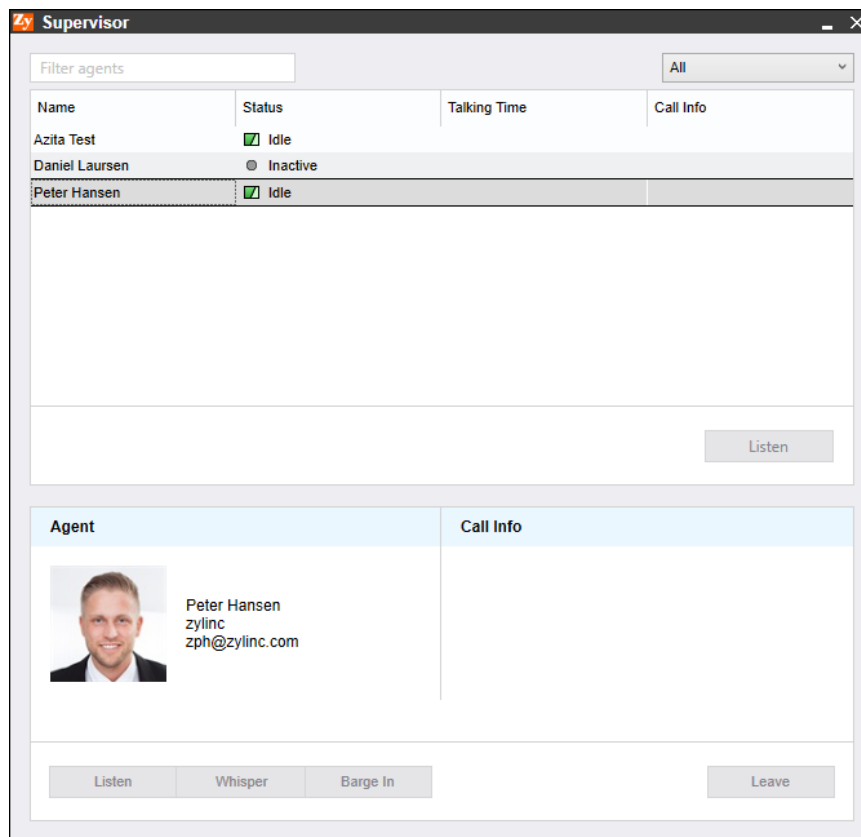 Zy Supervisor
Filter agents
All
Name Status Talking Time Call Info
Azita Test Idle
Daniel Laursen Inactive
Peter Hansen Idle
Listen
Agent Call Info
Peter Hansen
zylinc
zph@zylinc.com
Listen Whisper Barge In Leave